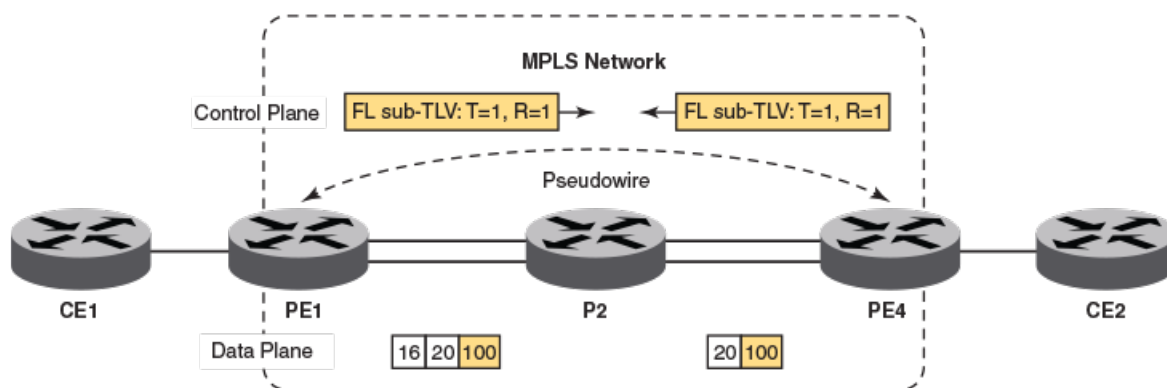 MPLS Network
Control Plane
FL sub-TLV: T=1, R=1
FL sub-TLV: T=1, R=1
Pseudowire
CE1
PE1
P2
PE4
CE2
Data Plane
16 20 100
20 100